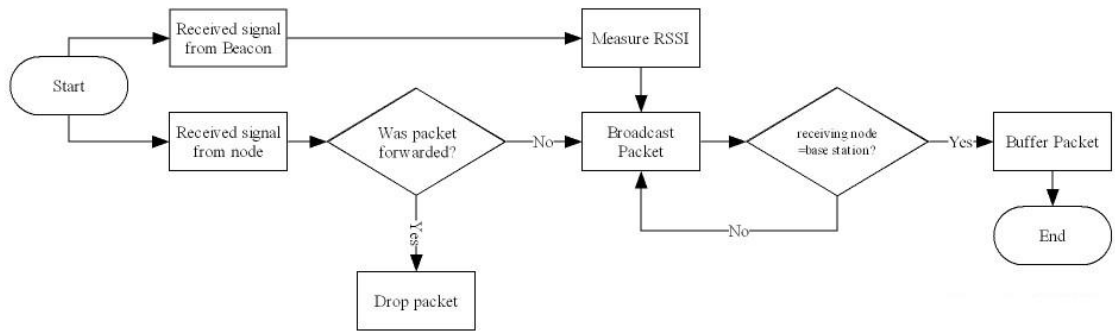 Received signal
from Beacon
Measure RSSI
Start
Received signal
from node
Was packet
forwarded?
No
Broadcast
Packet
receiving node
=base station?
Yes
Buffer Packet
Yes
No
End
Drop packet